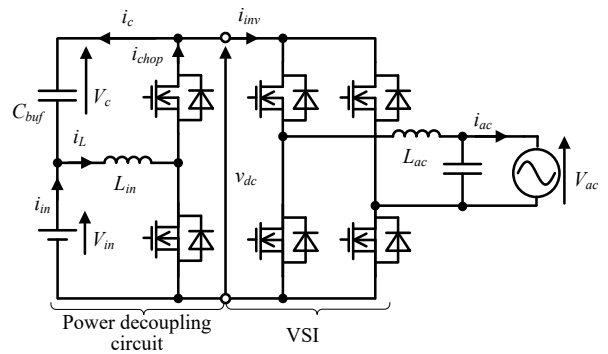 i_c
i_inv
i_chop
C_buf
V_c
i_L
L_in
i_in
V_in
v_dc
L_ac
i_ac
V_ac
Power decoupling
circuit
VSI